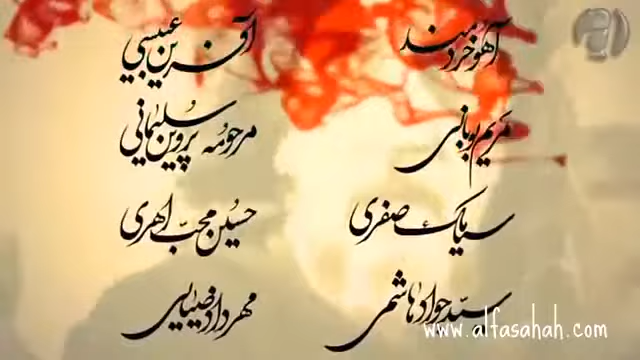 آهو خردمند
آفرین عبیسی
مریم بوبانی
مرحومه پروین سلیمانی
سیامک صفری
حسین محب اهری
سید جواد هاشمی
مهرداد ضیایی
www.alfasahah.com